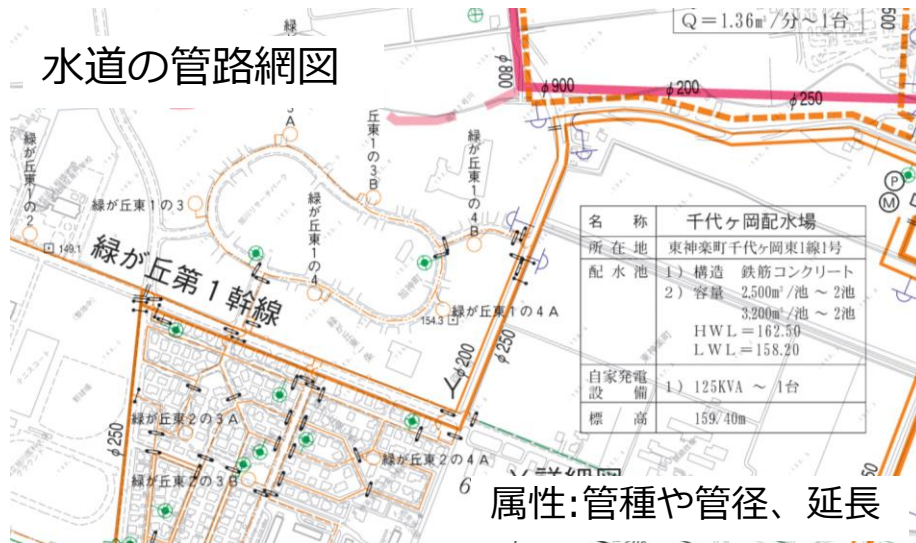 Q＝1.36㎥/分～1台
500
水道の管路網図
緑
φ800
φ900
φ200
φ250
A
丘東1の3B
緑が丘東1の4B
緑が丘東1の2
緑が丘東1の3
緑が丘東1の4
149.1
緑が丘第1幹線
154.3
緑が丘東1の4A
P
M
名称 千代ヶ岡配水場
所在地 東神楽町千代ヶ岡東1線1号
配水池 1）構造 鉄筋コンクリート
2）容量 2,500㎥/池 ～ 2池
3,200㎥/池 ～ 2池
HWL＝162.50
LWL＝158.20
自家発電設備 1）125KVA ～ 1台
標高 159/40m
φ200
φ250
φ250
緑が丘東2の3A
緑が丘東2の4A
緑が丘東2の3B
6
属性:管種や管径、延長